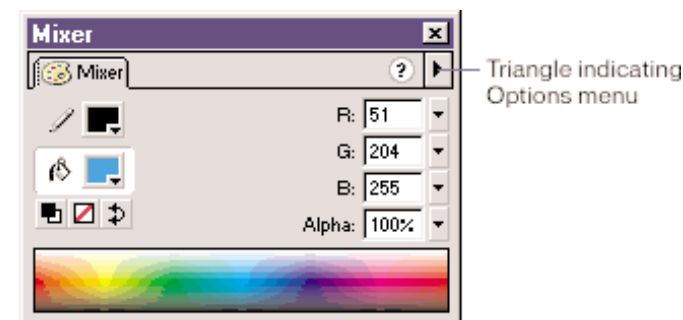 Mixer
Mixer
?
Triangle indicating
Options menu
R: 51
G: 204
B: 255
Alpha: 100%